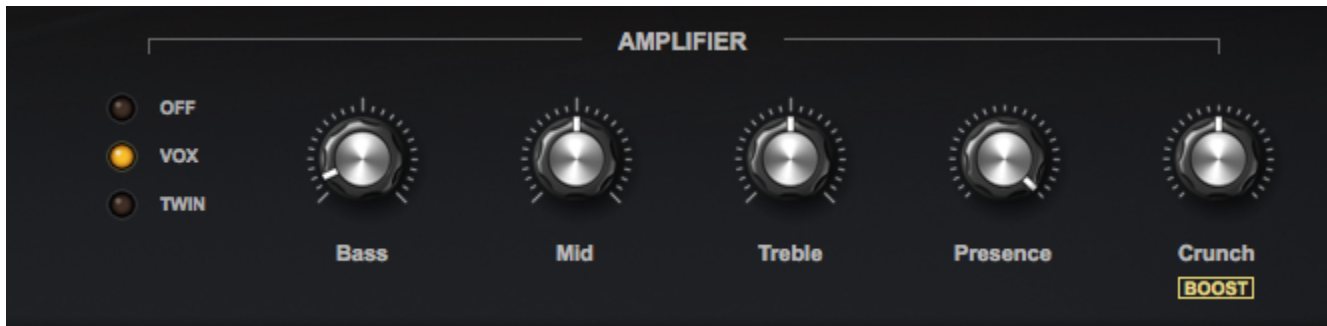 AMPLIFIER
OFF
VOX
TWIN
Bass Mid Treble Presence Crunch
BOOST